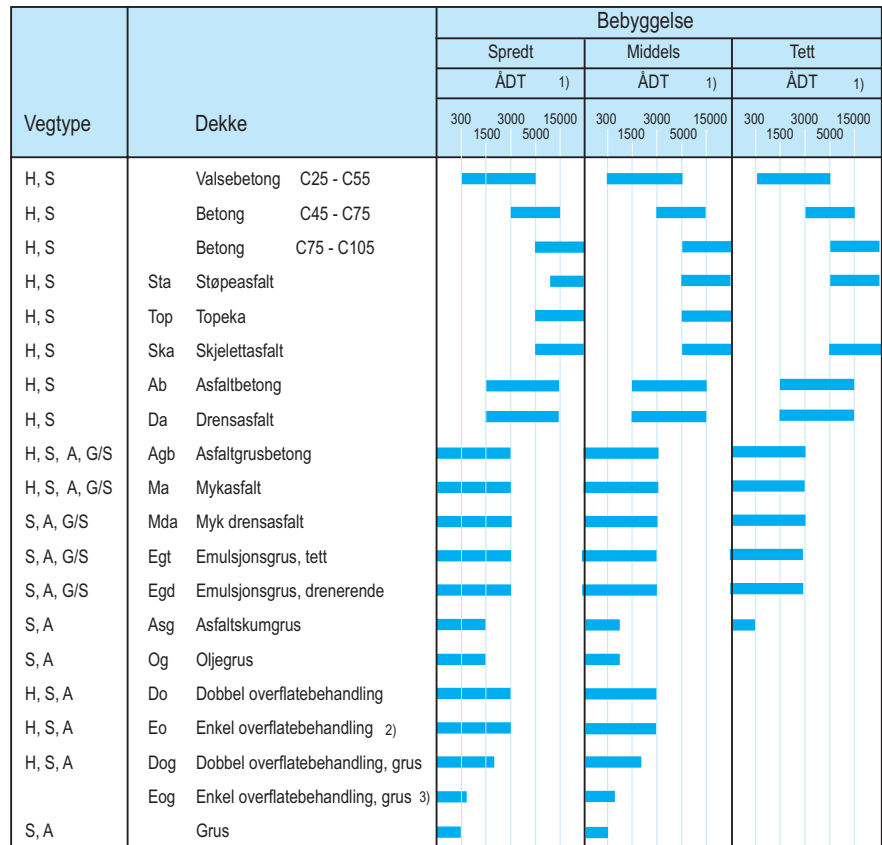 Bebyggelse
Spredt Middels Tett
ÅDT 1) ÅDT 1) ÅDT 1)
Vegtype Dekke 300 3000 15000 300 3000 15000 300 3000 15000
1500 5000 1500 5000 1500 5000
H, S Valsebetong C25 - C55
H, S Betong C45 - C75
H, S Betong C75 - C105
H, S Sta Støpeasfalt
H, S Top Topeka
H, S Ska Skjelettasfalt
H, S Ab Asfaltbetong
H, S Da Drensasfalt
H, S, A, G/S Agb Asfaltgrusbetong
H, S, A, G/S Ma Mykasfalt
S, A, G/S Mda Myk drensasfalt
S, A, G/S Egt Emulsjonsgrus, tett
S, A, G/S Egd Emulsjonsgrus, drenerende
S, A Asg Asfaltskumgrus
S, A Og Oljegrus
H, S, A Do Dobbel overflatebehandling
H, S, A Eo Enkel overflatebehandling 2)
H, S, A Dog Dobbel overflatebehandling, grus
Eog Enkel overflatebehandling, grus 3)
S, A Grus